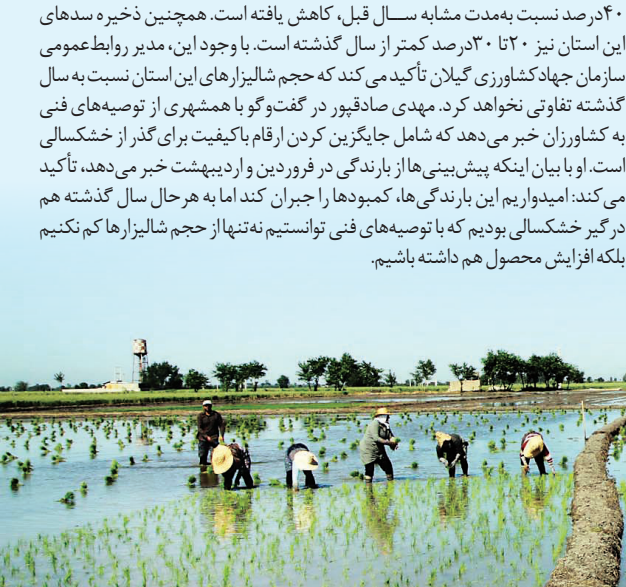 ۴۰درصد نسبت به‌مدت مشابه ســال قبل، کاهش یافته است. همچنین ذخیره سدهای
این استان نیز ۲۰تا ۳۰درصد کمتر از سال گذشته است. با وجود این، مدیر روابط‌عمومی
سازمان جهادکشاورزی گیلان تأکید می‌کند که حجم شالیزارهای این استان نسبت به سال
گذشته تفاوتی نخواهد کرد. مهدی صادقپور در گفت‌وگو با همشهری از توصیه‌های فنی
به کشاورزان خبر می‌دهد که شامل جایگزین کردن ارقام باکیفیت برای گذر از خشکسالی
است. او با بیان اینکه پیش‌بینی‌ها از بارندگی در فروردین و اردیبهشت خبر می‌دهد، تأکید
می‌کند: امیدواریم این بارندگی‌ها، کمبودها را جبران کند اما به هر حال سال گذشته هم
درگیر خشکسالی بودیم که با توصیه‌های فنی توانستیم نه‌تنها از حجم شالیزارها کم نکنیم
بلکه افزایش محصول هم داشته باشیم.